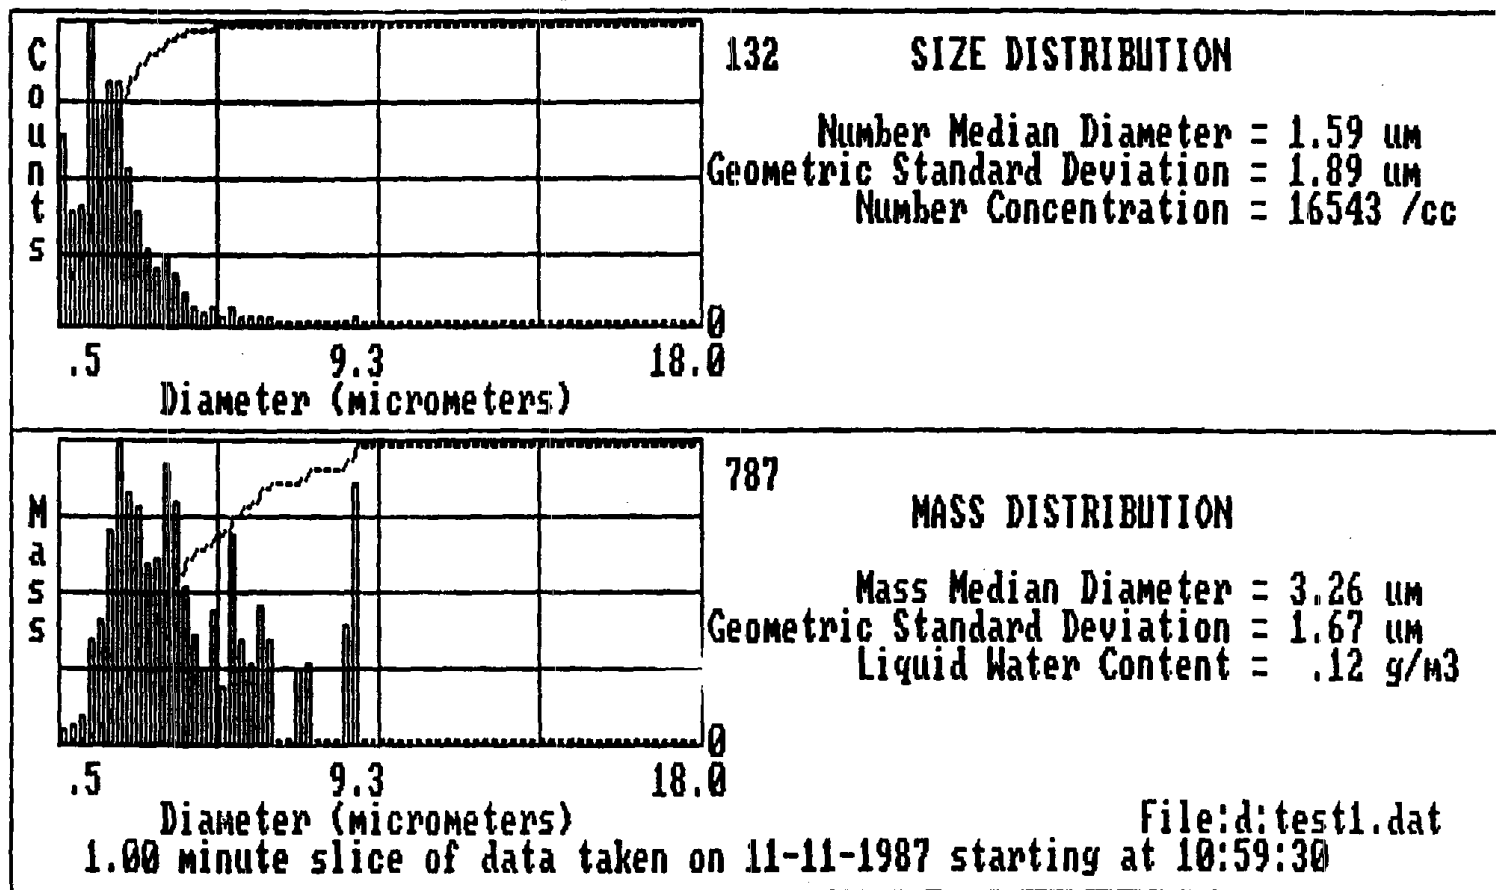 Counts
132
SIZE DISTRIBUTION
Number Median Diameter = 1.59 um
Geometric Standard Deviation = 1.89 um
Number Concentration = 16543 /cc
0
.5 9.3 18.0
Diameter (micrometers)
Mass
787
MASS DISTRIBUTION
Mass Median Diameter = 3.26 um
Geometric Standard Deviation = 1.67 um
Liquid Water Content = .12 g/m3
0
.5 9.3 18.0
Diameter (micrometers)
File:d:test1.dat
1.00 minute slice of data taken on 11-11-1987 starting at 10:59:30